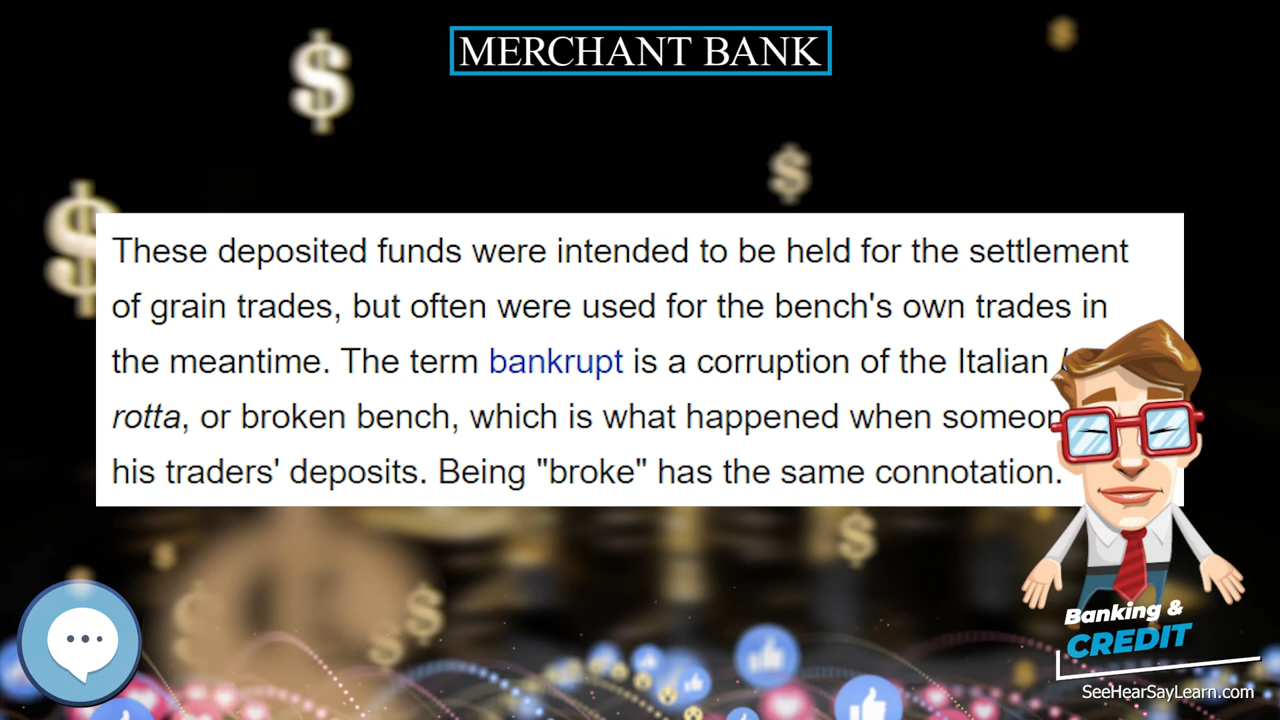 MERCHANT BANK
These deposited funds were intended to be held for the settlement
of grain trades, but often were used for the bench's own trades in
the meantime. The term bankrupt is a corruption of the Italian
rotta, or broken bench, which is what happened when
his traders' deposits. Being "broke" has the same connotation.
Banking &
CREDIT
SeeHearSayLearn.com